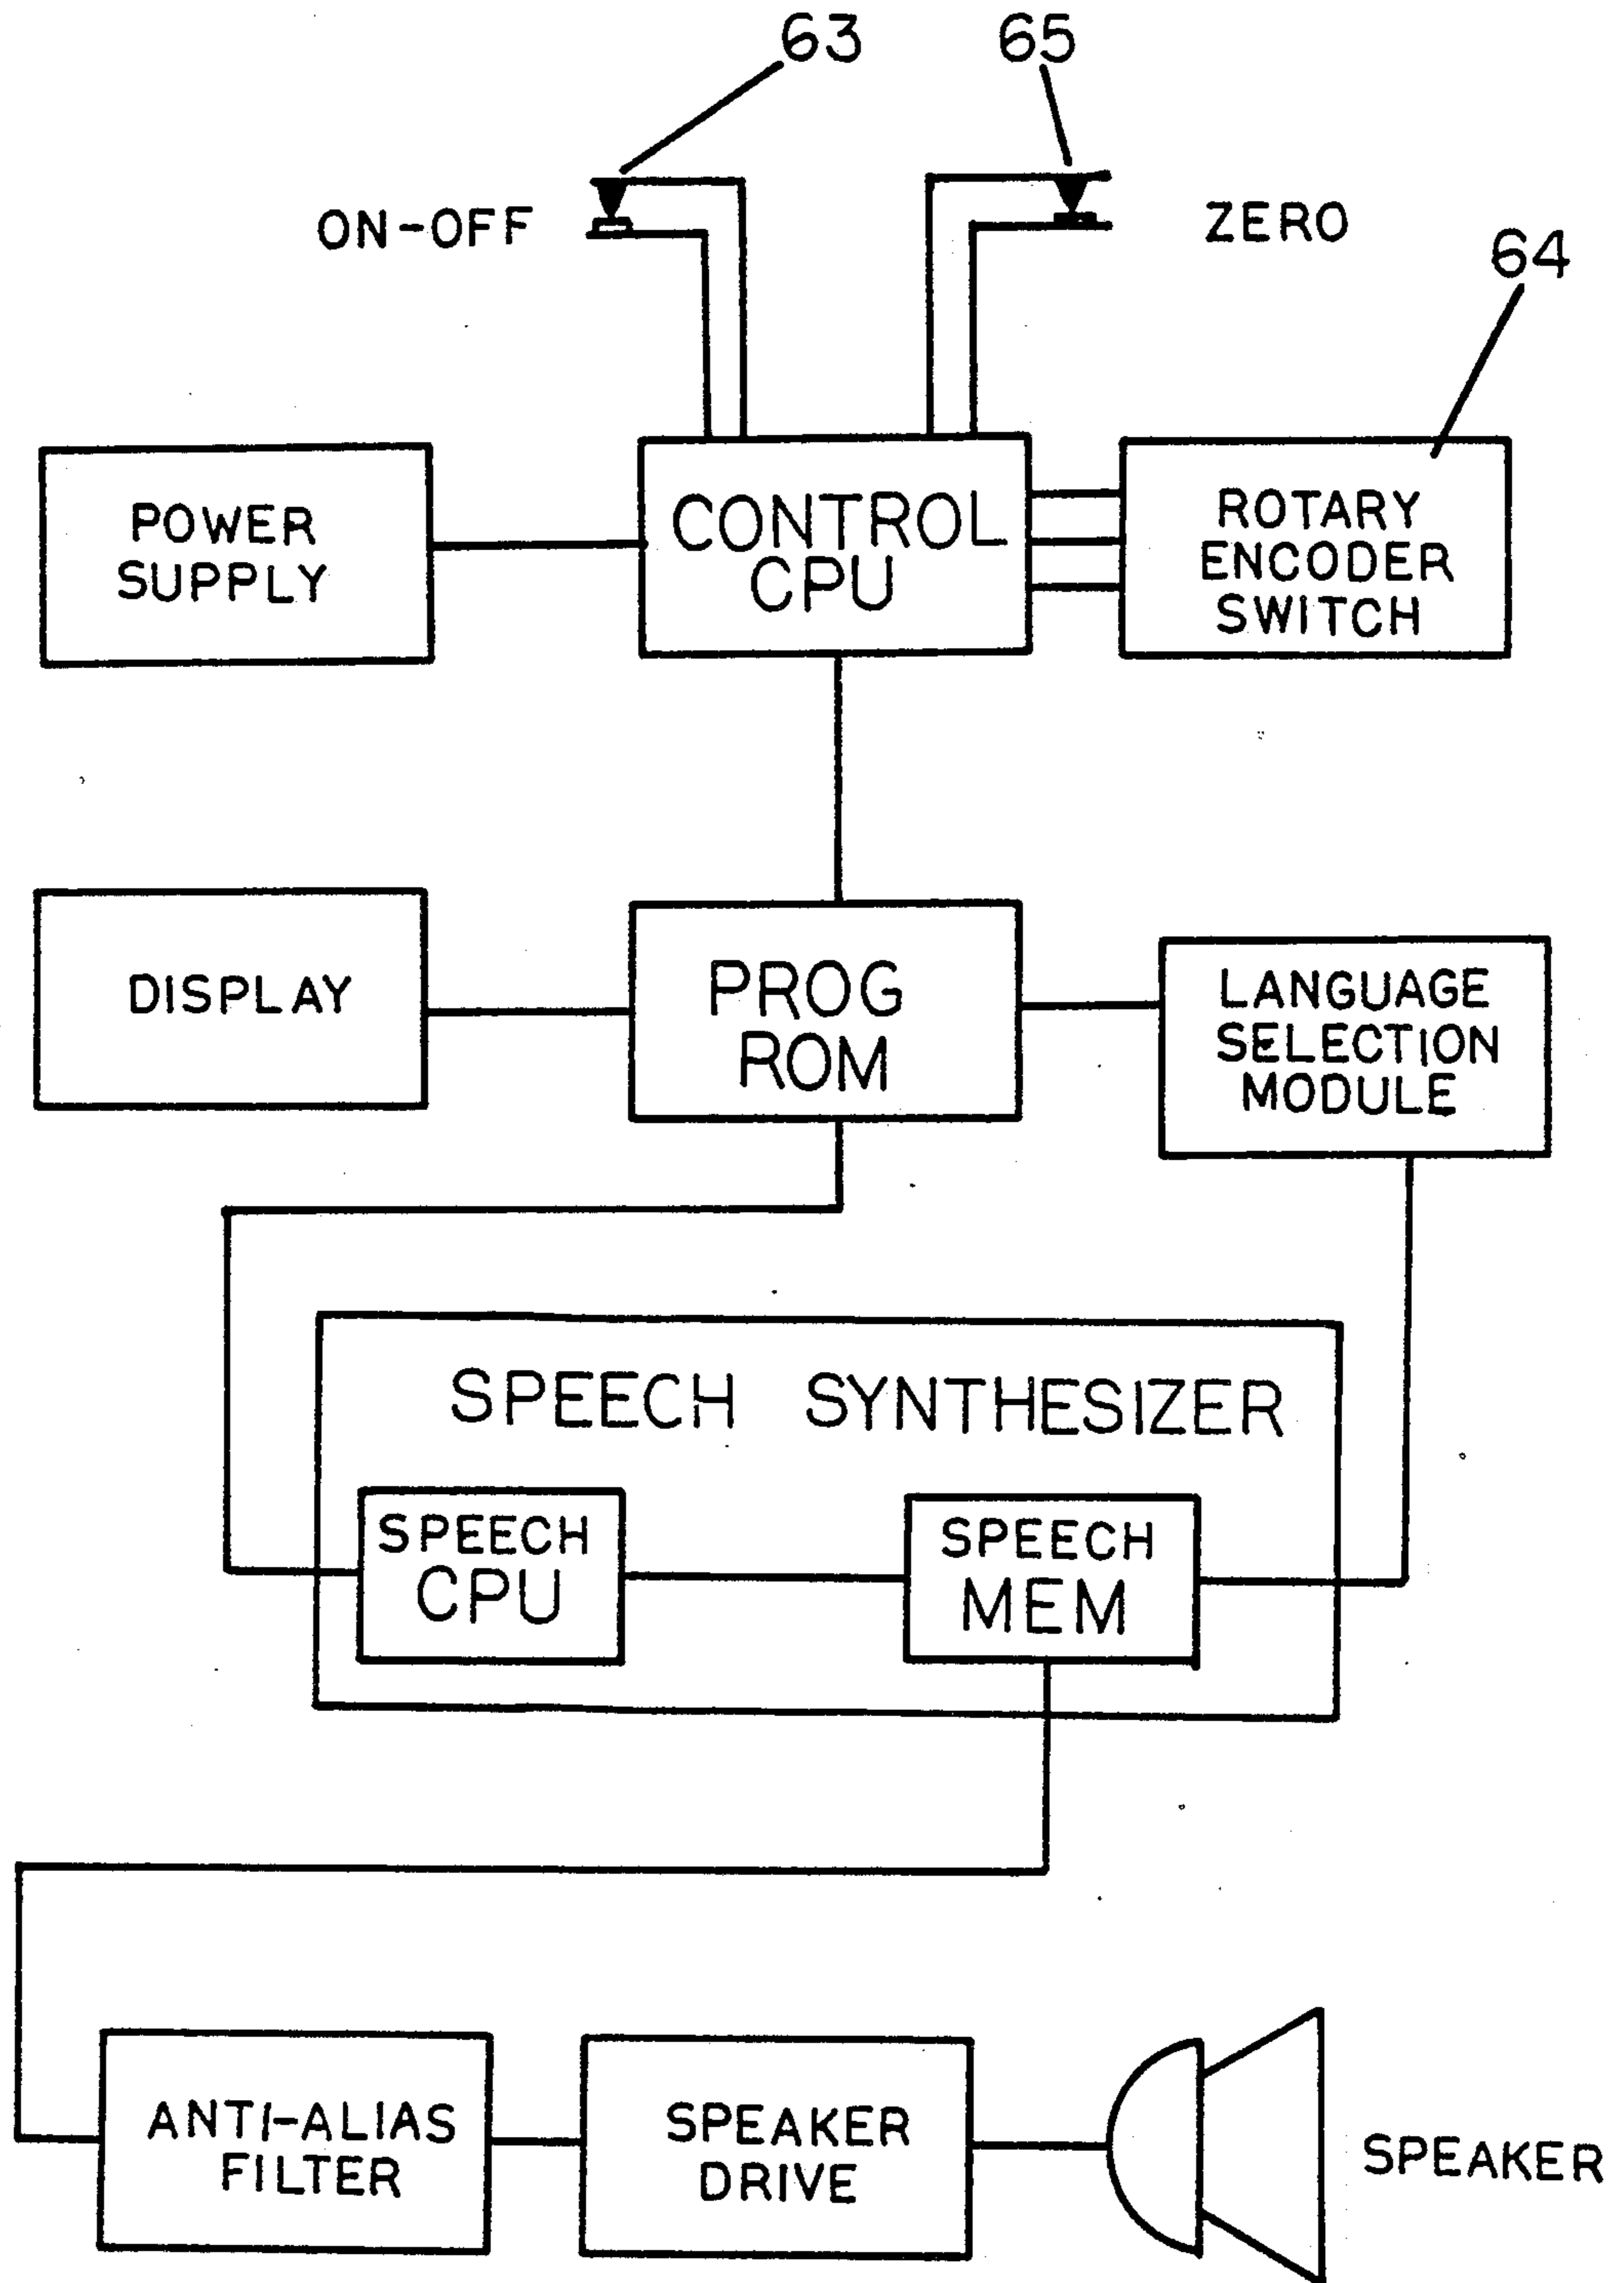 63
65
ON-OFF
ZERO
64
POWER
SUPPLY
CONTROL
CPU
ROTARY
ENCODER
SWITCH
DISPLAY
PROG
ROM
LANGUAGE
SELECTION
MODULE
SPEECH SYNTHESIZER
SPEECH
CPU
SPEECH
MEM
ANTI-ALIAS
FILTER
SPEAKER
DRIVE
SPEAKER